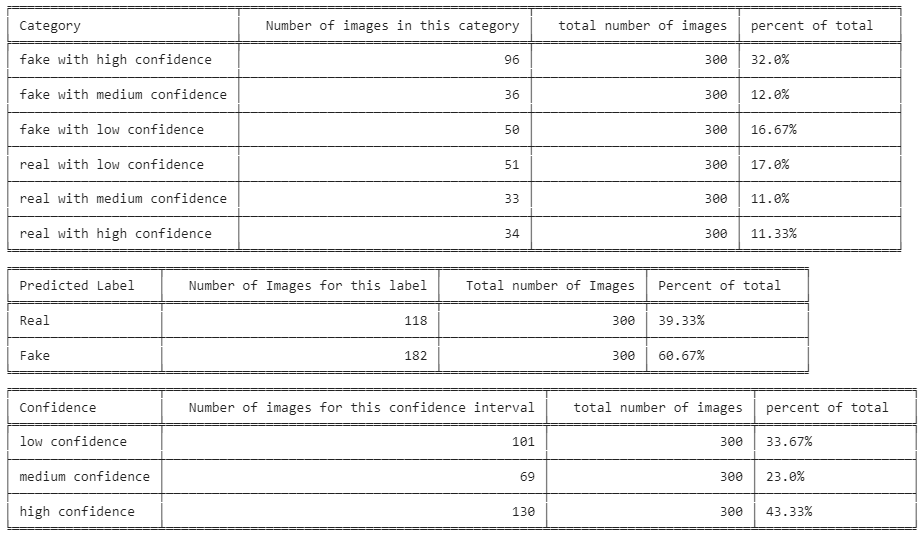 Category Number of images in this category total number of images percent of total
fake with high confidence 96 300 32.0%
fake with medium confidence 36 300 12.0%
fake with low confidence 50 300 16.67%
real with low confidence 51 300 17.0%
real with medium confidence 33 300 11.0%
real with high confidence 34 300 11.33%
Predicted Label Number of Images for this label Total number of Images Percent of total
Real 118 300 39.33%
Fake 182 300 60.67%
Confidence Number of images for this confidence interval total number of images percent of total
low confidence 101 300 33.67%
medium confidence 69 300 23.0%
high confidence 130 300 43.33%